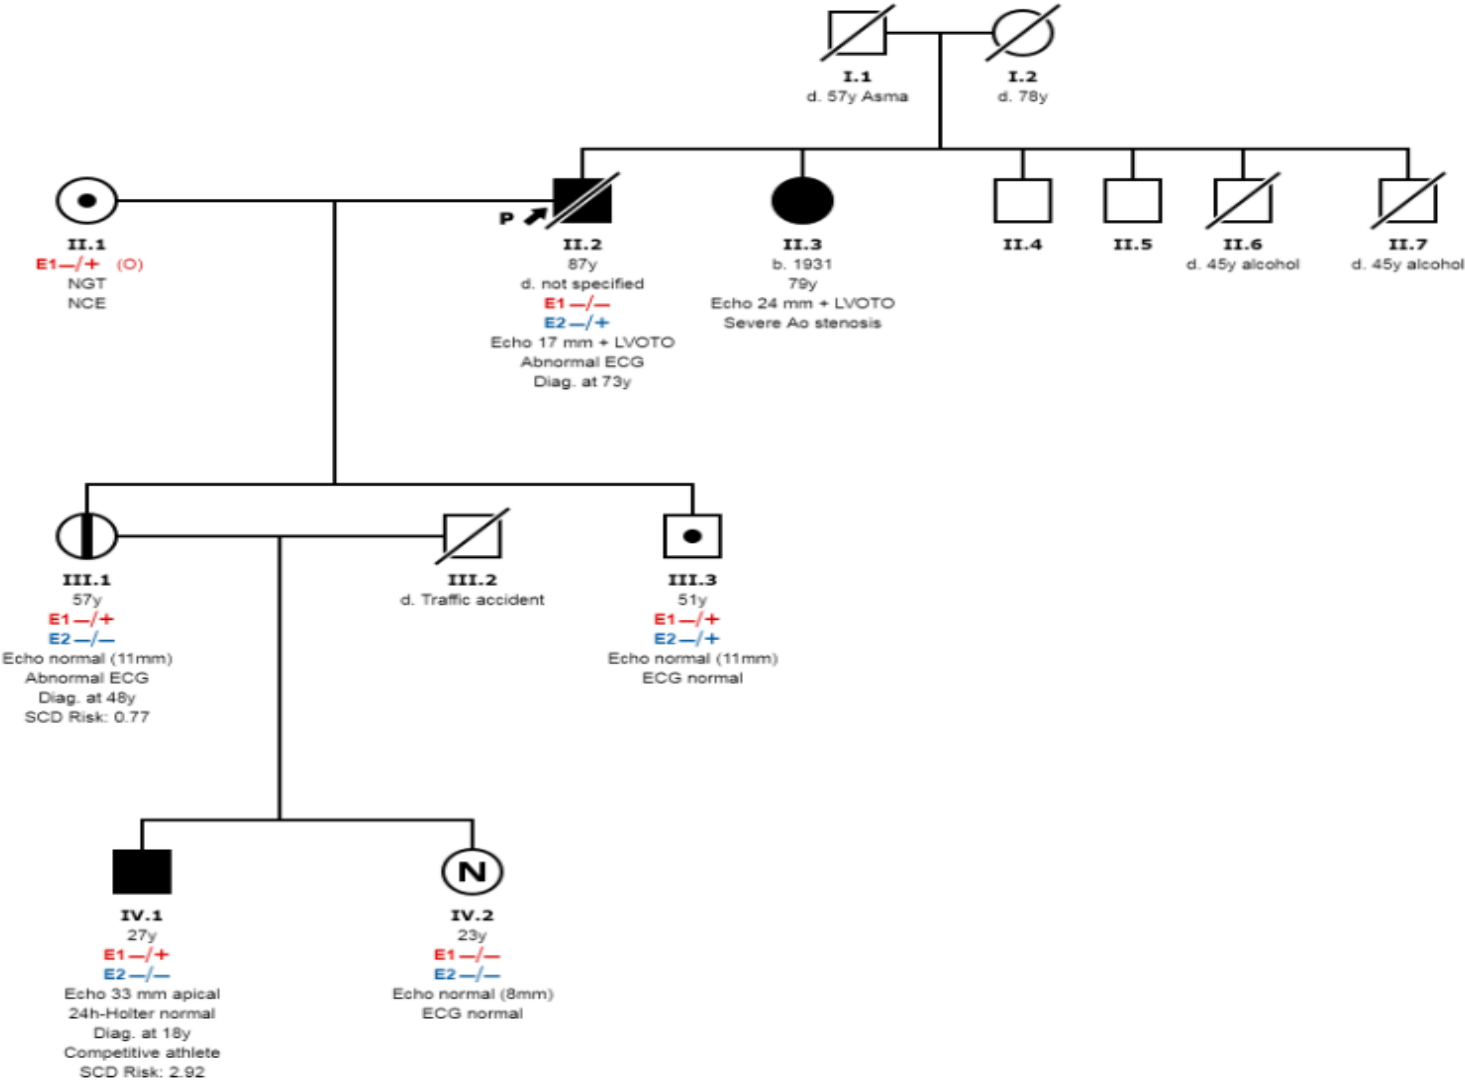 I.1
d. 57y Asma
I.2
d. 78y
P
II.1
E1—/+ (O)
NGT
NCE
II.2
87y
d. not specified
E1 —/—
E2 —/+
Echo 17 mm + LVOTO
Abnormal ECG
Diag. at 73y
II.3
b. 1931
79y
Echo 24 mm + LVOTO
Severe Ao stenosis
II.4
II.5
II.6
d. 45y alcohol
II.7
d. 45y alcohol
III.1
57y
E1—/+
E2—/—
Echo normal (11mm)
Abnormal ECG
Diag. at 48y
SCD Risk: 0.77
III.2
d. Traffic accident
III.3
51y
E1—/+
E2—/+
Echo normal (11mm)
ECG normal
IV.1
27y
E1—/+
E2—/—
Echo 33 mm apical
24h-Holter normal
Diag. at 18y
Competitive athlete
SCD Risk: 2.92
N
IV.2
23y
E1—/—
E2—/—
Echo normal (8mm)
ECG normal